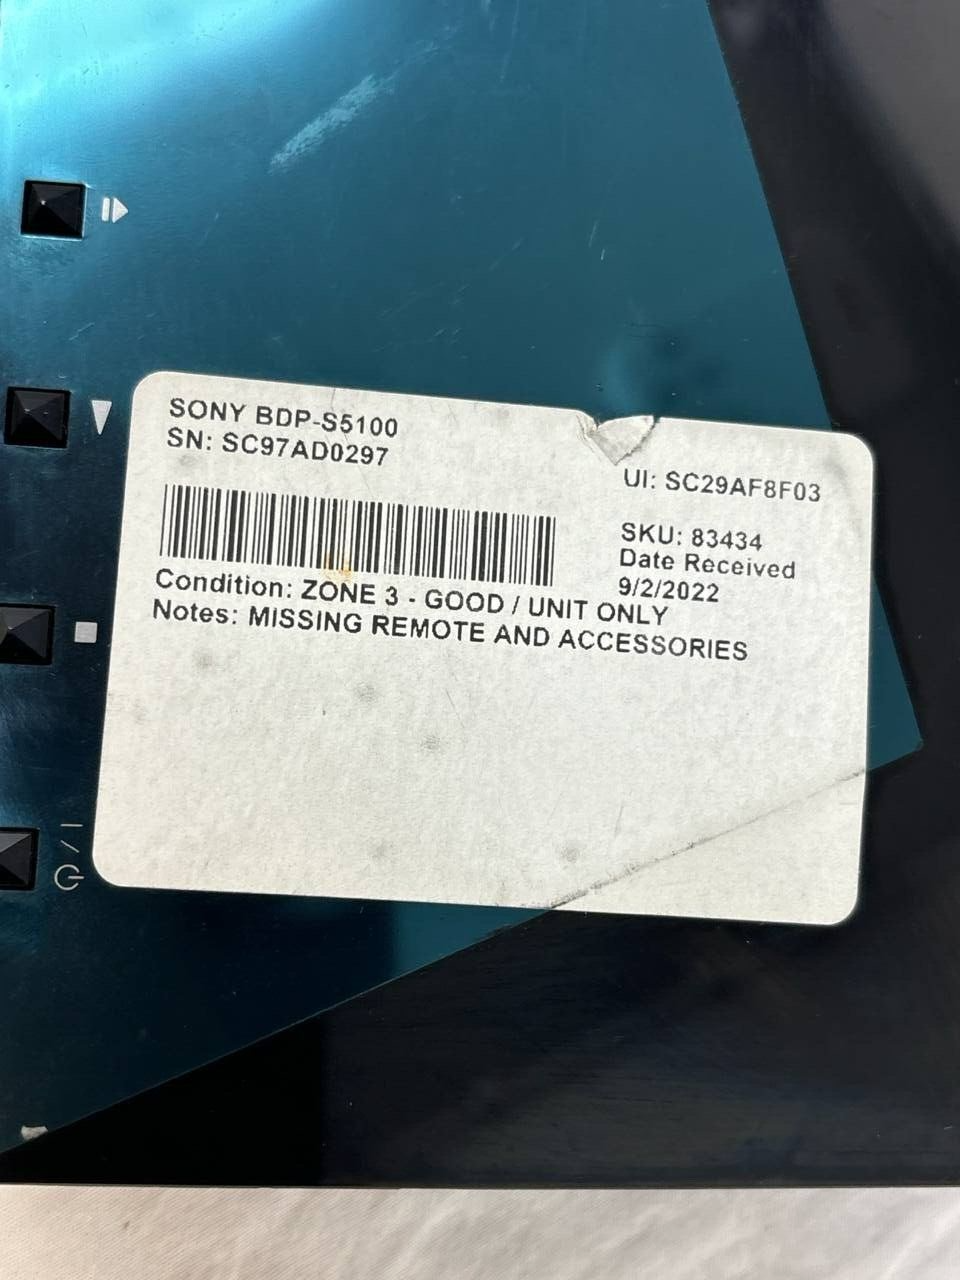 SONY BDP-S5100
SN: SC97AD0297
UI: SC29AF8F03
SKU: 83434
Date Received
9/2/2022
Condition: ZONE 3 - GOOD / UNIT ONLY
Notes: MISSING REMOTE AND ACCESSORIES